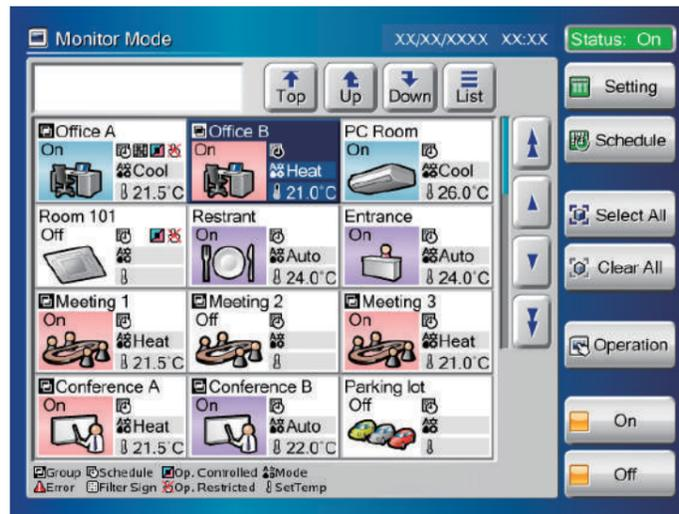 Monitor Mode XX/XX/XXXX XX:XX Status: On
Top Up Down List
Setting
Schedule
Select All
Clear All
Operation
On
Off
Office A
On
Cool
21.5°C
Office B
On
Heat
21.0°C
PC Room
On
Cool
26.0°C
Room 101
Off
Restrant
On
Auto
24.0°C
Entrance
On
Auto
24.0°C
Meeting 1
On
Heat
21.5°C
Meeting 2
Off
Meeting 3
On
Heat
21.0°C
Conference A
On
Heat
21.5°C
Conference B
On
Auto
22.0°C
Parking lot
Off
Group Schedule Op. Controlled Mode
Error Filter Sign Op. Restricted SetTemp